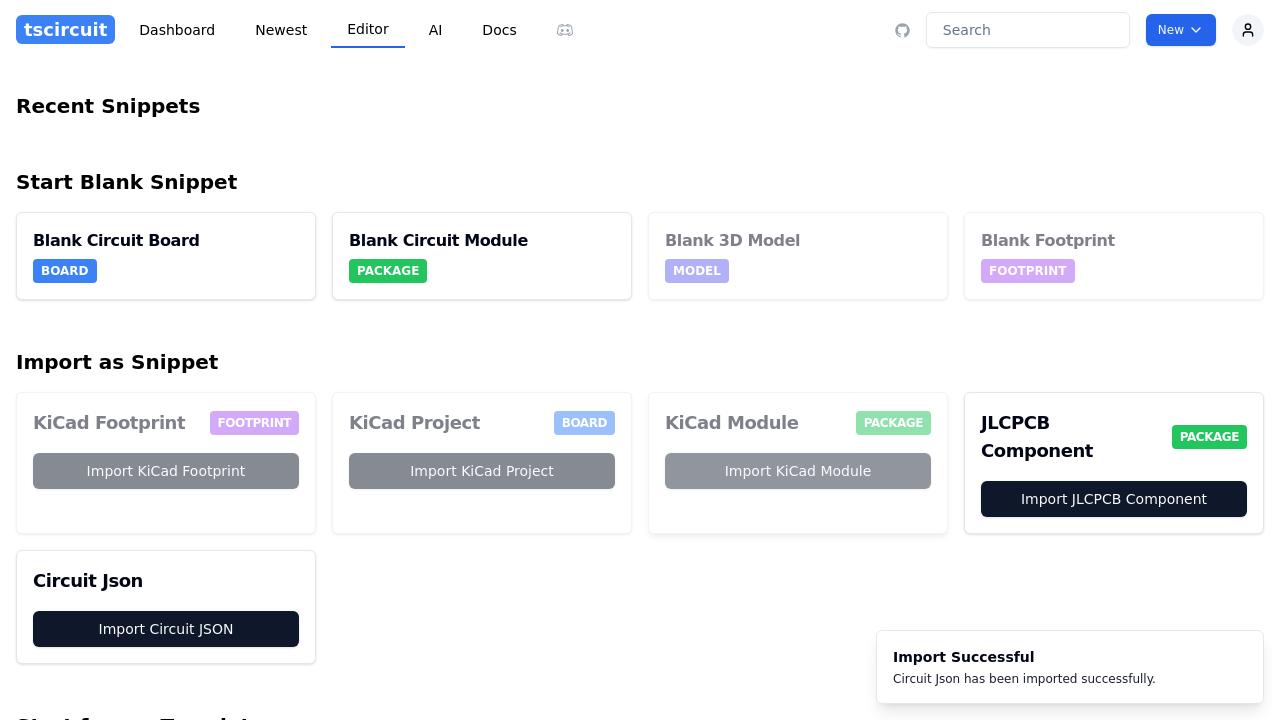 tscircuit Dashboard Newest Editor AI Docs Search New
Recent Snippets
Start Blank Snippet
Blank Circuit Board
BOARD
Blank Circuit Module
PACKAGE
Blank 3D Model
MODEL
Blank Footprint
FOOTPRINT
Import as Snippet
KiCad Footprint FOOTPRINT
Import KiCad Footprint
KiCad Project BOARD
Import KiCad Project
KiCad Module PACKAGE
Import KiCad Module
JLCPCB
Component PACKAGE
Import JLCPCB Component
Circuit Json
Import Circuit JSON
Import Successful
Circuit Json has been imported successfully.